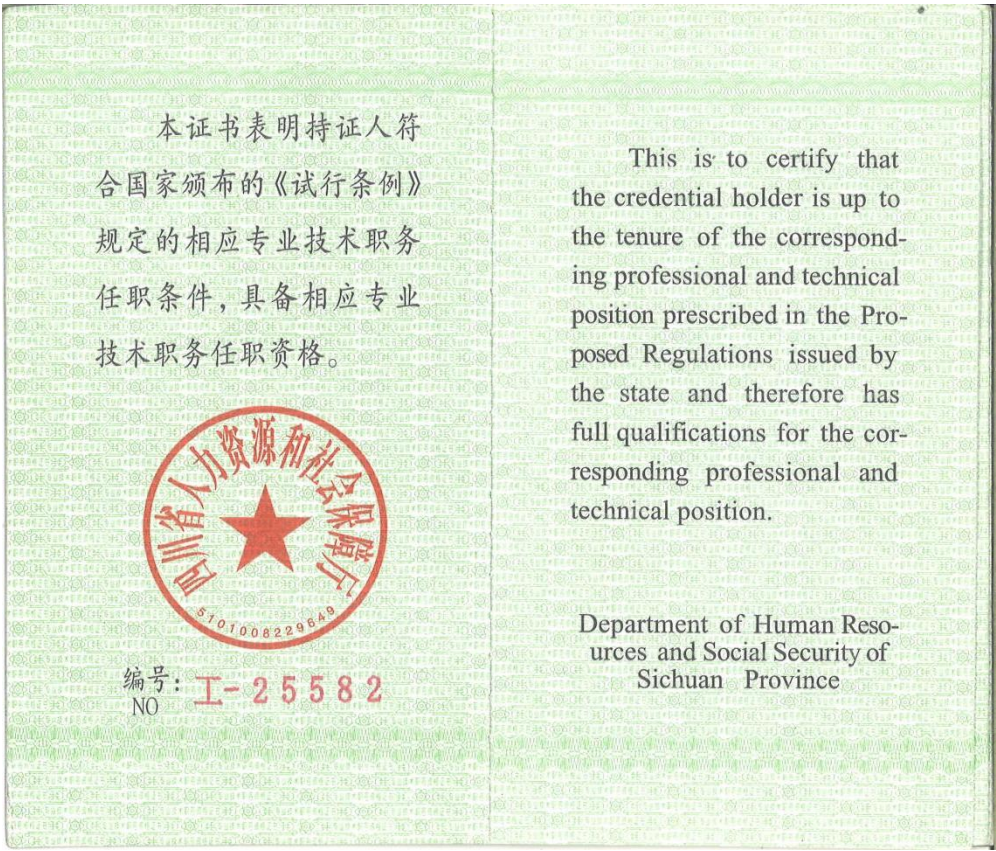 本证书表明持证人符
合国家颁布的《试行条例》
规定的相应专业技术职务
任职条件，具备相应专业
技术职务任职资格。
四川省人力资源和社会保障厅
5101008229649
编号：工-25582
NO
This is to certify that
the credential holder is up to
the tenure of the correspond-
ing professional and technical
position prescribed in the Pro-
posed Regulations issued by
the state and therefore has
full qualifications for the cor-
responding professional and
technical position.
Department of Human Reso-
urces and Social Security of
Sichuan Province